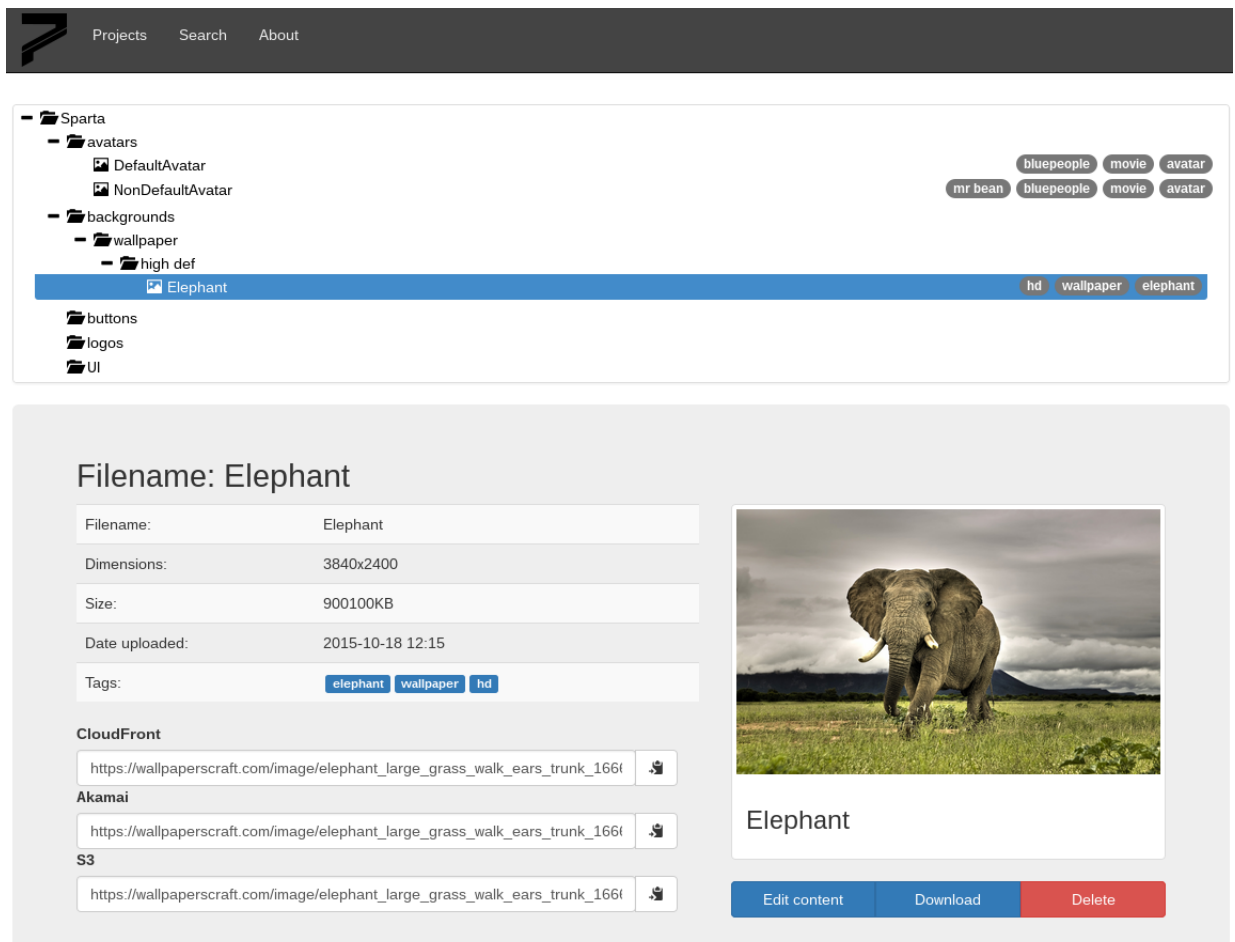 Projects Search About
Sparta
avatars
DefaultAvatar bluepeople movie avatar
NonDefaultAvatar mr bean bluepeople movie avatar
backgrounds
wallpaper
high def
Elephant hd wallpaper elephant
buttons
logos
UI
Filename: Elephant
Filename: Elephant
Dimensions: 3840x2400
Size: 900100KB
Date uploaded: 2015-10-18 12:15
Tags: elephant wallpaper hd
CloudFront
https://wallpaperscraft.com/image/elephant_large_grass_walk_ears_trunk_1666
Akamai
https://wallpaperscraft.com/image/elephant_large_grass_walk_ears_trunk_1666
S3
https://wallpaperscraft.com/image/elephant_large_grass_walk_ears_trunk_1666
Elephant
Edit content Download Delete